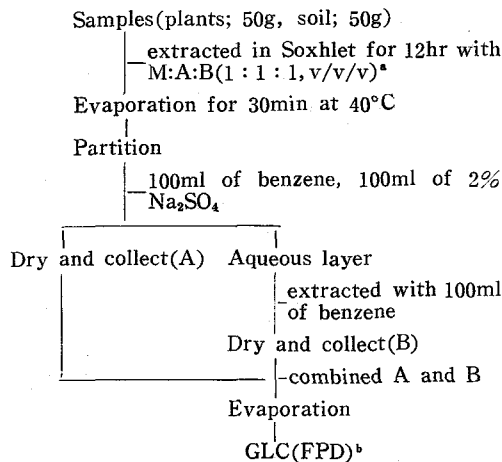 Samples(plants; 50g, soil; 50g)
extracted in Soxhlet for 12hr with
M:A:B(1 : 1 : 1, v/v/v)ᵃ
Evaporation for 30min at 40°C
Partition
100ml of benzene, 100ml of 2%
Na₂SO₄
Dry and collect(A) Aqueous layer
extracted with 100ml
of benzene
Dry and collect(B)
combined A and B
Evaporation
GLC(FPD)ᵇ